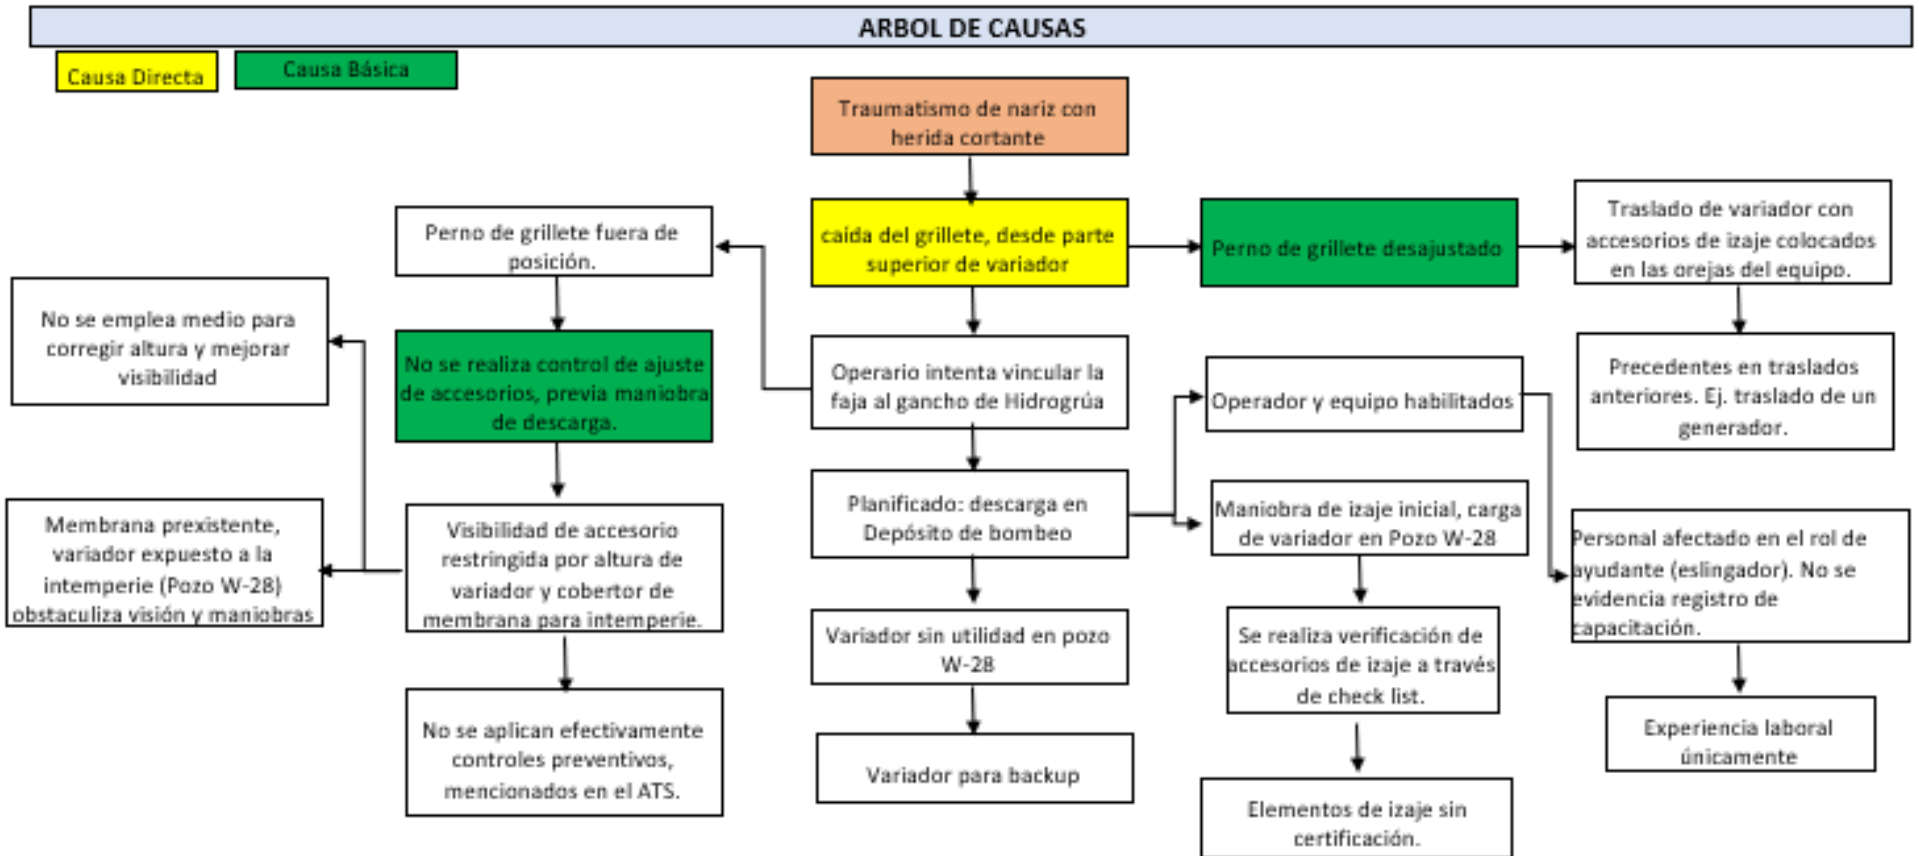 ARBOL DE CAUSAS
Causa Directa
Causa Básica
Traumatismo de nariz con
herida cortante
caida del grillete, desde parte
superior de variador
Perno de grillete desajustado
Traslado de variador con
accesorios de izaje colocados
en las orejas del equipo.
Precedentes en traslados
anteriores. Ej. traslado de un
generador.
Perno de grillete fuera de
posición.
No se realiza control de ajuste
de accesorios, previa maniobra
de descarga.
No se emplea medio para
corregir altura y mejorar
visibilidad
Membrana prexistente,
variador expuesto a la
intemperie (Pozo W-28)
obstaculiza visión y maniobras
Visibilidad de accesorio
restringida por altura de
variador y cobertor de
membrana para intemperie.
No se aplican efectivamente
controles preventivos,
mencionados en el ATS.
Operario intenta vincular la
faja al gancho de Hidrogrúa
Planificado: descarga en
Depósito de bombeo
Variador sin utilidad en pozo
W-28
Variador para backup
Operador y equipo habilitados
Maniobra de izaje inicial, carga
de variador en Pozo W-28
Se realiza verificación de
accesorios de izaje a través
de check list.
Elementos de izaje sin
certificación.
Personal afectado en el rol de
ayudante (eslingador). No se
evidencia registro de
capacitación.
Experiencia laboral
únicamente